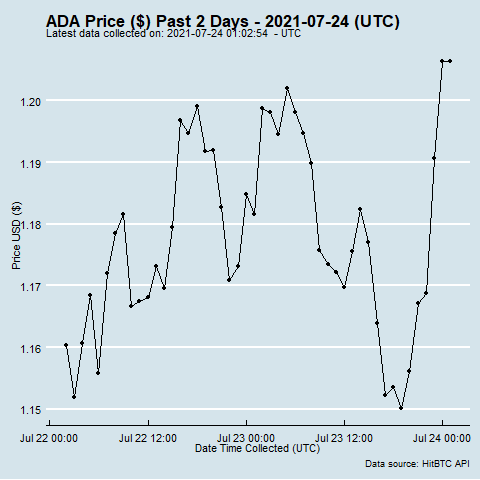 ADA Price ($) Past 2 Days - 2021-07-24 (UTC)
Latest data collected on: 2021-07-24 01:02:54 - UTC
Price USD ($)
1.20
1.19
1.18
1.17
1.16
1.15
Jul 22 00:00 Jul 22 12:00 Jul 23 00:00 Jul 23 12:00 Jul 24 00:00
Date Time Collected (UTC)
Data source: HitBTC API